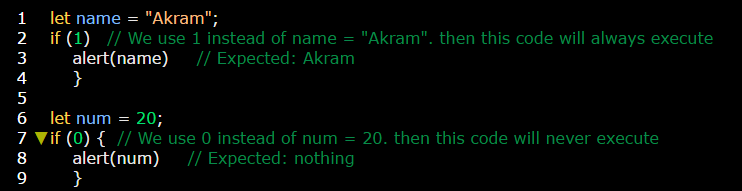 1 let name = "Akram";
2 if (1) // We use 1 instead of name = "Akram". then this code will always execute
3 alert(name) // Expected: Akram
4 }
5
6 let num = 20;
7 if (0) { // We use 0 instead of num = 20. then this code will never execute
8 alert(num) // Expected: nothing
9 }